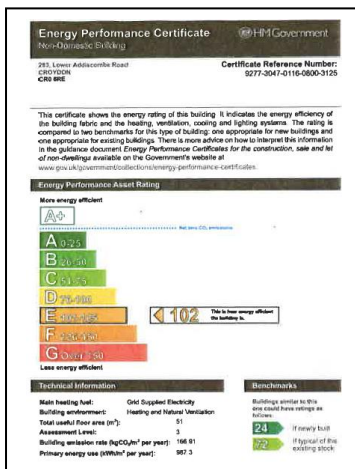 Energy Performance Certificate
HM Government
Non-Domestic Building
283, Lower Addiscombe Road
CROYDON
CR0 6RE
Certificate Reference Number:
9277-3047-0116-0800-3125
This certificate shows the energy rating of this building. It indicates the energy efficiency of
the building fabric and the heating, ventilation, cooling and lighting systems. The rating is
compared to two benchmarks for this type of building: one appropriate for new buildings and
one appropriate for existing buildings. There is more advice on how to interpret this information
in the guidance document Energy Performance Certificates for the construction, sale and let
of non-dwellings available on the Government's website at
www.gov.uk/government/collections/energy-performance-certificates.
Energy Performance Asset Rating
More energy efficient
A+
Net zero CO₂ emissions
A 0-25
B 26-50
C 51-75
D 76-100
E 101-125
102 This is how energy efficient
the building is.
F 126-150
G Over 150
Less energy efficient
Technical Information
Main heating fuel: Grid Supplied Electricity
Building environment: Heating and Natural Ventilation
Total useful floor area (m²): 51
Assessment Level: 3
Building emission rate (kgCO₂/m² per year): 166.91
Primary energy use (kWh/m² per year): 987.3
Benchmarks
Buildings similar to this
one could have ratings as
follows:
24 If newly built
72 If typical of the
existing stock